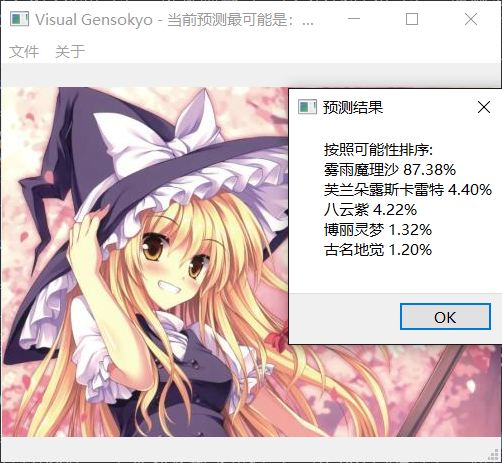 Visual Gensokyo - 当前预测最可能是: ...
文件 关于
预测结果
按照可能性排序:
雾雨魔理沙 87.38%
芙兰朵露斯卡雷特 4.40%
八云紫 4.22%
博丽灵梦 1.32%
古名地觉 1.20%
OK